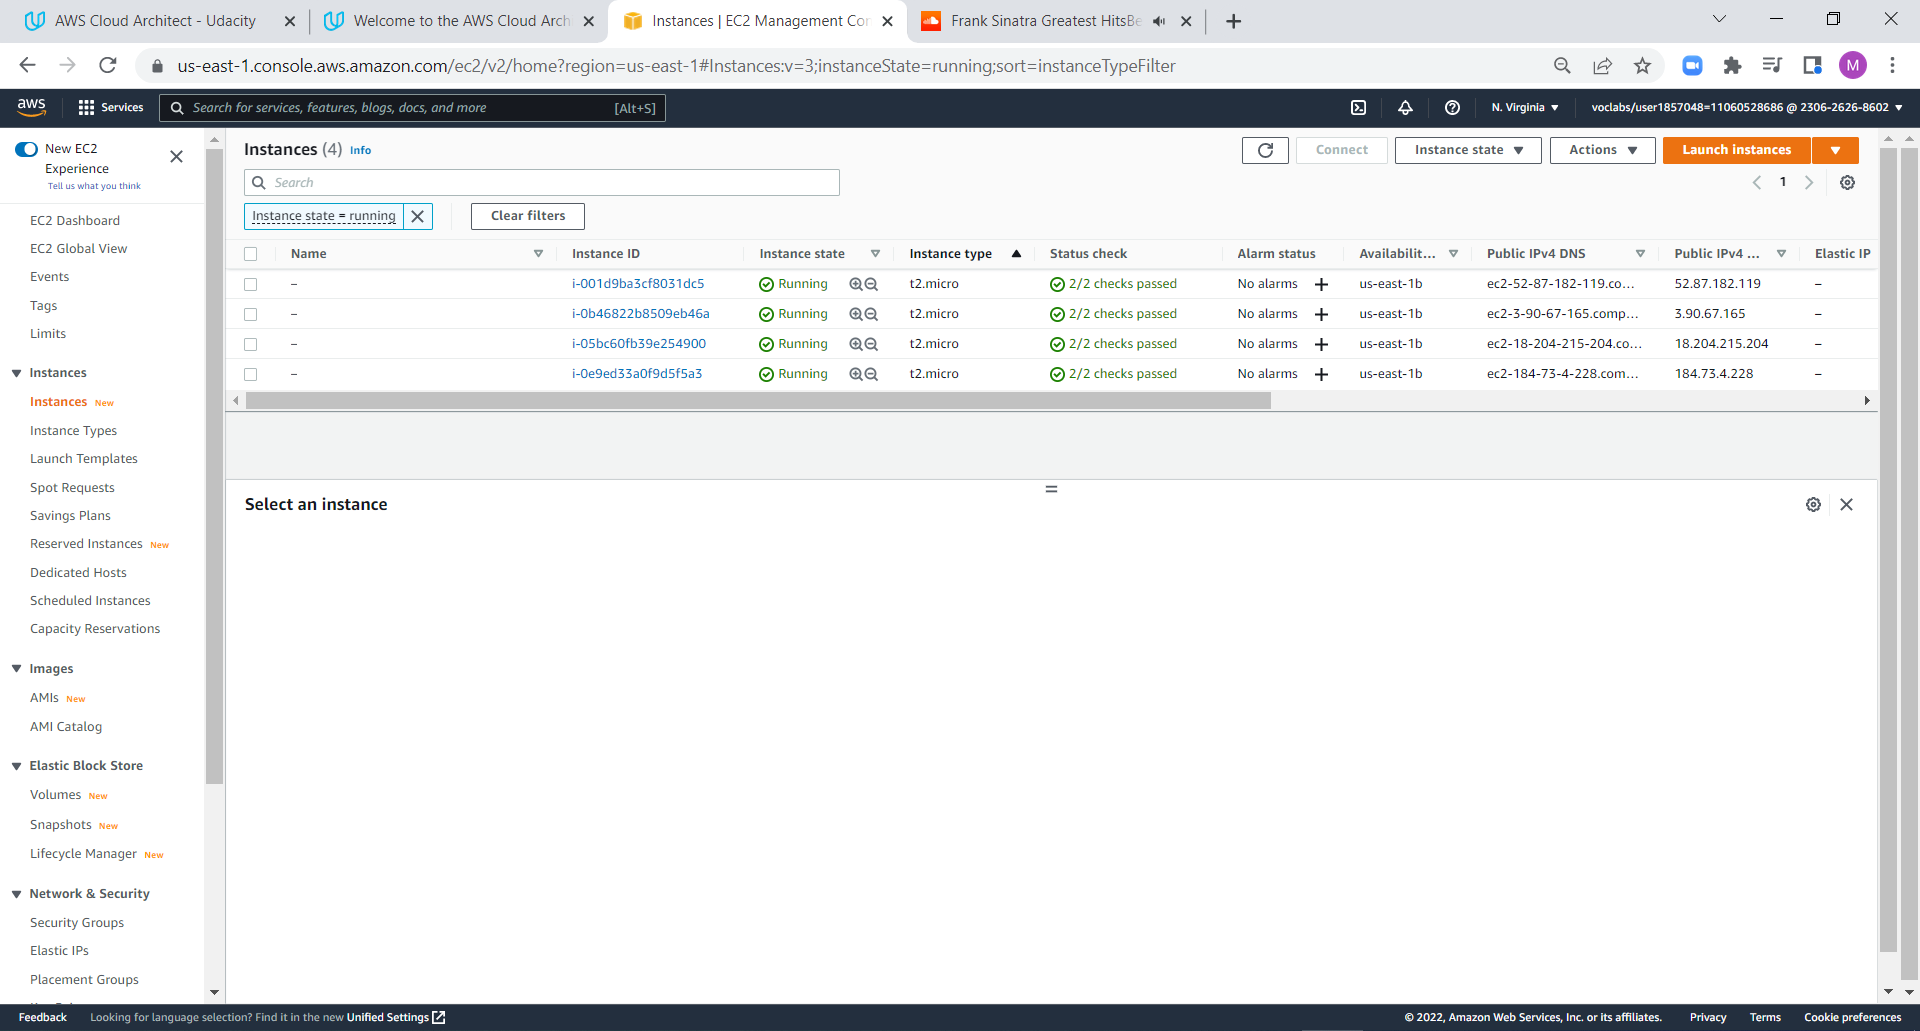 AWS Cloud Architect - Udacity
Welcome to the AWS Cloud Arch
Instances | EC2 Management Con
Frank Sinatra Greatest HitsBe
us-east-1.console.aws.amazon.com/ec2/v2/home?region=us-east-1#Instances:v=3;instanceState=running;sort=instanceTypeFilter
M
aws
Services
Search for services, features, blogs, docs, and more
[Alt+S]
N. Virginia
voclabs/user1857048=11060528686 @ 2306-2626-8602
New EC2
Experience
Tell us what you think
EC2 Dashboard
EC2 Global View
Events
Tags
Limits
Instances
Instances New
Instance Types
Launch Templates
Spot Requests
Savings Plans
Reserved Instances New
Dedicated Hosts
Scheduled Instances
Capacity Reservations
Images
AMIs New
AMI Catalog
Elastic Block Store
Volumes New
Snapshots New
Lifecycle Manager New
Network & Security
Security Groups
Elastic IPs
Placement Groups
Instances (4) Info
Connect
Instance state
Actions
Launch instances
Search
1
Instance state = running
Clear filters
Name Instance ID Instance state Instance type Status check Alarm status Availabilit... Public IPv4 DNS Public IPv4 ... Elastic IP
– i-001d9ba3cf8031dc5 Running t2.micro 2/2 checks passed No alarms + us-east-1b ec2-52-87-182-119.co... 52.87.182.119 –
– i-0b46822b8509eb46a Running t2.micro 2/2 checks passed No alarms + us-east-1b ec2-3-90-67-165.comp... 3.90.67.165 –
– i-05bc60fb39e254900 Running t2.micro 2/2 checks passed No alarms + us-east-1b ec2-18-204-215-204.co... 18.204.215.204 –
– i-0e9ed33a0f9d5f5a3 Running t2.micro 2/2 checks passed No alarms + us-east-1b ec2-184-73-4-228.com... 184.73.4.228 –
Select an instance
Feedback
Looking for language selection? Find it in the new Unified Settings
© 2022, Amazon Web Services, Inc. or its affiliates.
Privacy
Terms
Cookie preferences